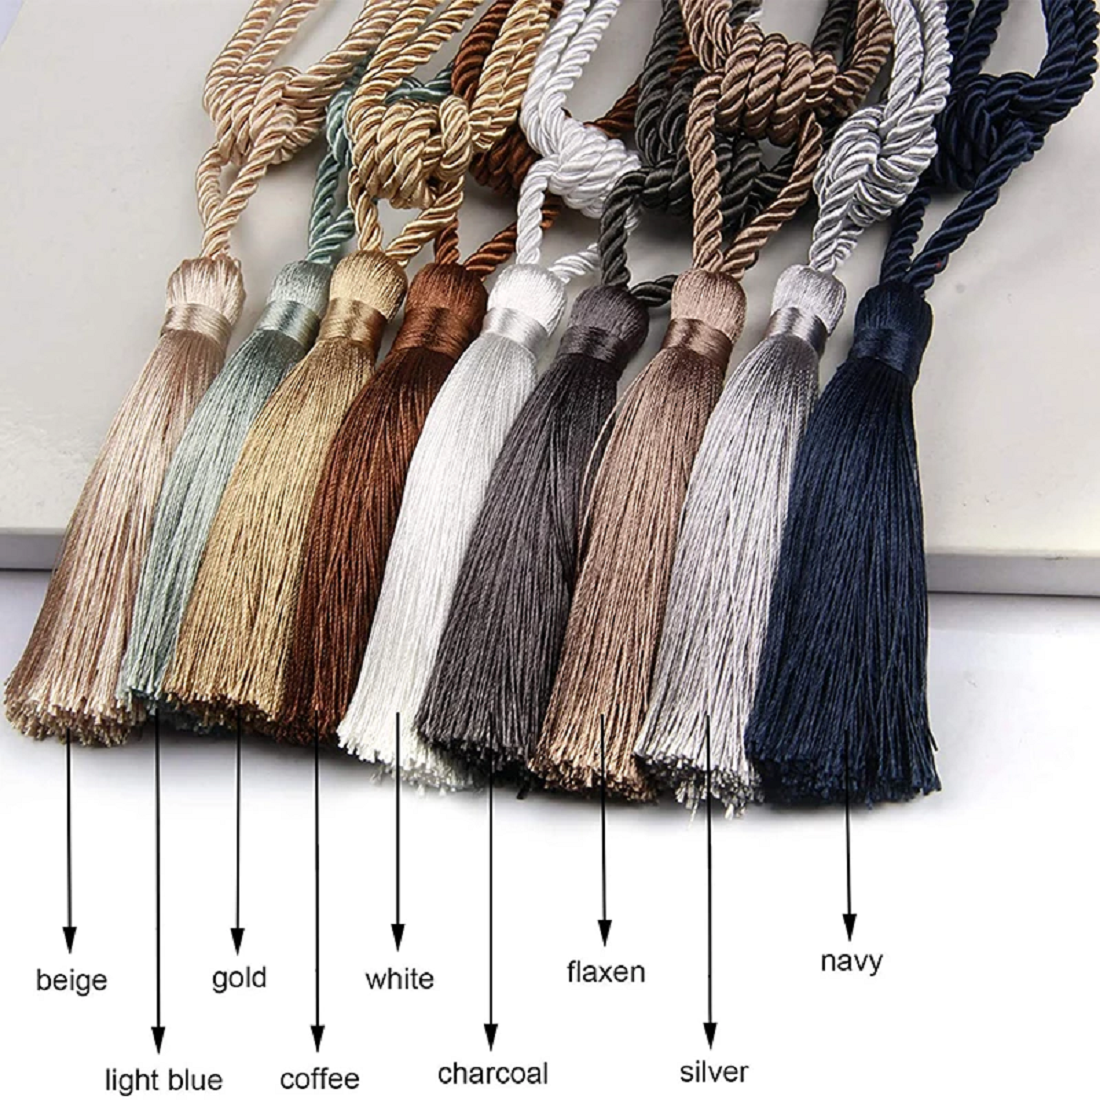 beige
light blue
gold
coffee
white
charcoal
flaxen
silver
navy